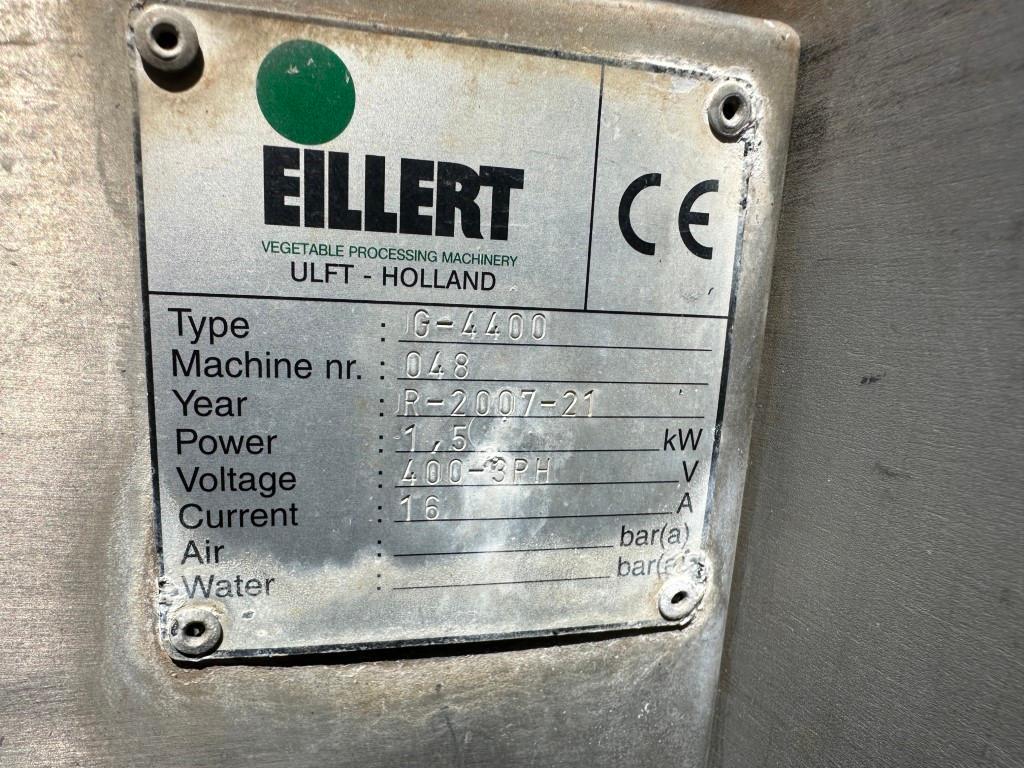 EILLERT
VEGETABLE PROCESSING MACHINERY
ULFT - HOLLAND
CE
Type : G-4400
Machine nr. : 048
Year : R-2007-21
Power : 1,5 kW
Voltage : 400-3PH V
Current : 16 A
Air : bar(a)
Water : bar(a)